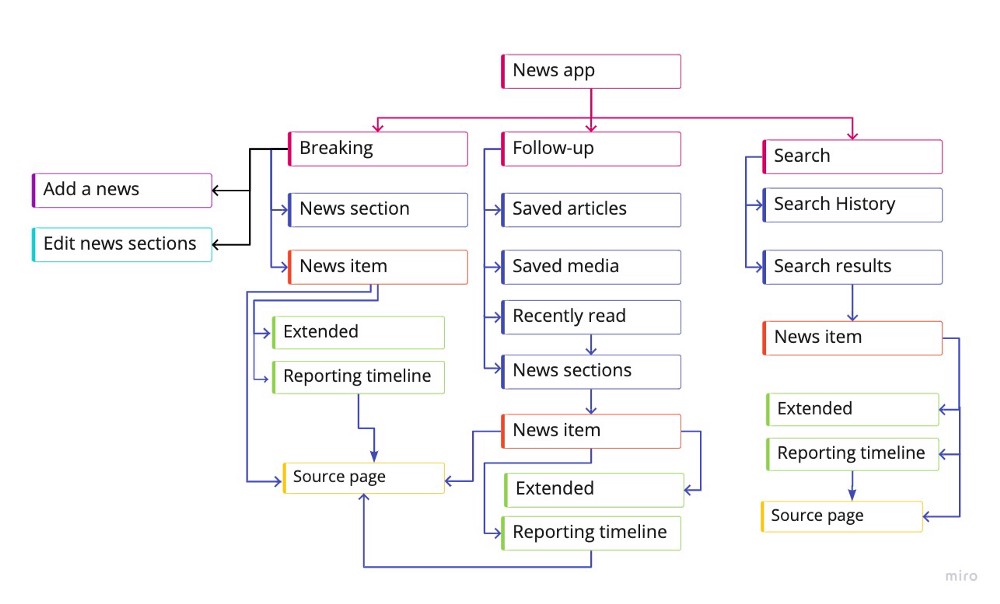 News app
Breaking
Follow-up
Search
Add a news
Edit news sections
News section
News item
Extended
Reporting timeline
Source page
Saved articles
Saved media
Recently read
News sections
News item
Extended
Reporting timeline
Search History
Search results
News item
Extended
Reporting timeline
Source page
miro